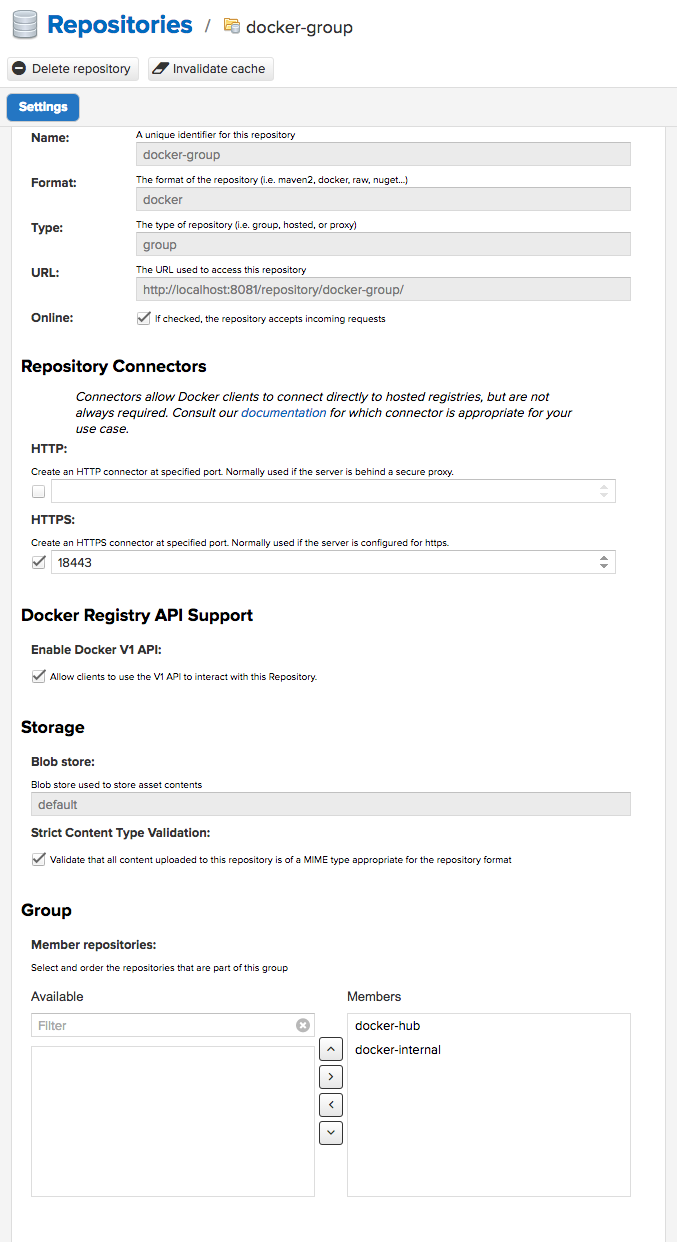 Repositories / docker-group
Delete repository Invalidate cache
Settings
Name: A unique identifier for this repository
docker-group
Format: The format of the repository (i.e. maven2, docker, raw, nuget...)
docker
Type: The type of repository (i.e. group, hosted, or proxy)
group
URL: The URL used to access this repository
http://localhost:8081/repository/docker-group/
Online: If checked, the repository accepts incoming requests
Repository Connectors
Connectors allow Docker clients to connect directly to hosted registries, but are not
always required. Consult our documentation for which connector is appropriate for your
use case.
HTTP:
Create an HTTP connector at specified port. Normally used if the server is behind a secure proxy.
HTTPS:
Create an HTTPS connector at specified port. Normally used if the server is configured for https.
18443
Docker Registry API Support
Enable Docker V1 API:
Allow clients to use the V1 API to interact with this Repository.
Storage
Blob store:
Blob store used to store asset contents
default
Strict Content Type Validation:
Validate that all content uploaded to this repository is of a MIME type appropriate for the repository format
Group
Member repositories:
Select and order the repositories that are part of this group
Available Members
Filter docker-hub
docker-internal